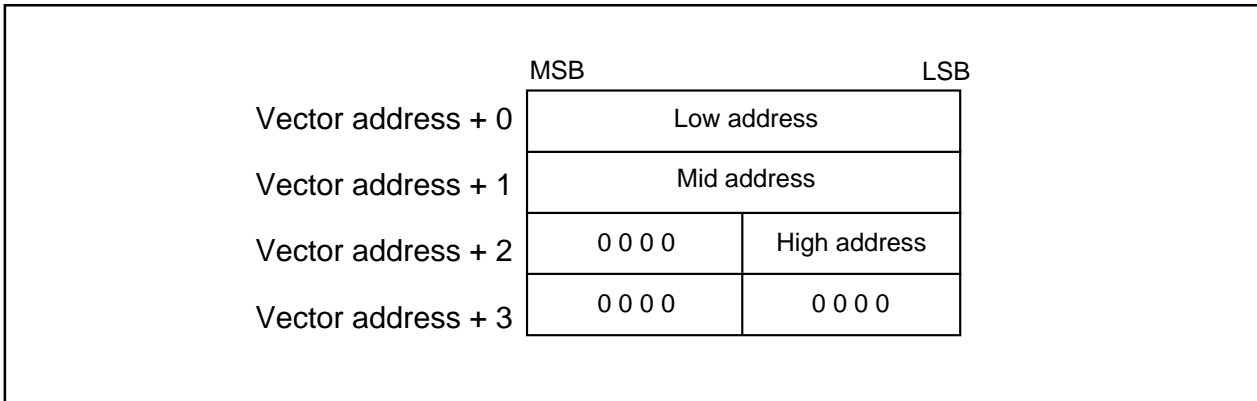 MSB LSB
Vector address + 0 Low address
Vector address + 1 Mid address
Vector address + 2 0 0 0 0 High address
Vector address + 3 0 0 0 0 0 0 0 0